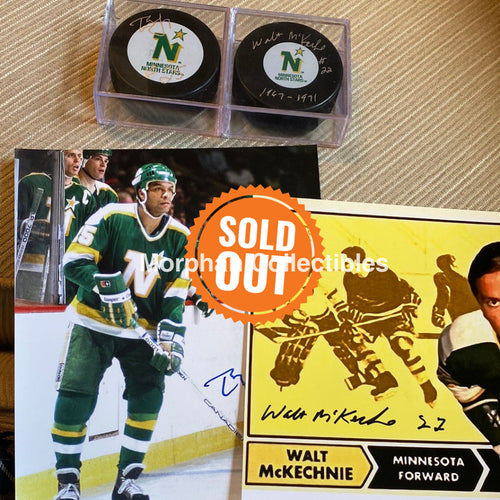 N
MINNESOTA
NORTH STARS
Walt McKechnie
#22
MINNESOTA
NORTH STARS
1967-1971
C
N
5
SOLD
OUT
Morphan Collectibles
Walt McKechnie 22
WALT
McKECHNIE
MINNESOTA
FORWARD